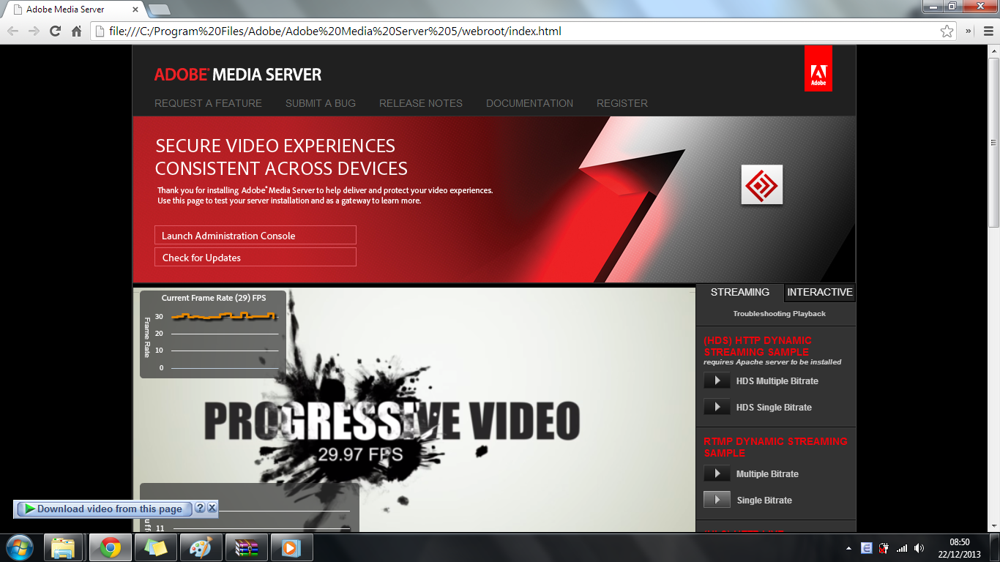 Adobe Media Server
file:///C:/Program%20Files/Adobe/Adobe%20Media%20Server%205/webroot/index.html
ADOBE® MEDIA SERVER
Adobe
REQUEST A FEATURE SUBMIT A BUG RELEASE NOTES DOCUMENTATION REGISTER
SECURE VIDEO EXPERIENCES
CONSISTENT ACROSS DEVICES
Thank you for installing Adobe® Media Server to help deliver and protect your video experiences.
Use this page to test your server installation and as a gateway to learn more.
Launch Administration Console
Check for Updates
Current Frame Rate (29) FPS
Frame Rate
30
20
10
0
PROGRESSIVE VIDEO
29.97 FPS
11
STREAMING INTERACTIVE
Troubleshooting Playback
(HDS) HTTP DYNAMIC
STREAMING SAMPLE
requires Apache server to be installed
HDS Multiple Bitrate
HDS Single Bitrate
RTMP DYNAMIC STREAMING
SAMPLE
Multiple Bitrate
Single Bitrate
Download video from this page ?
08:50
22/12/2013